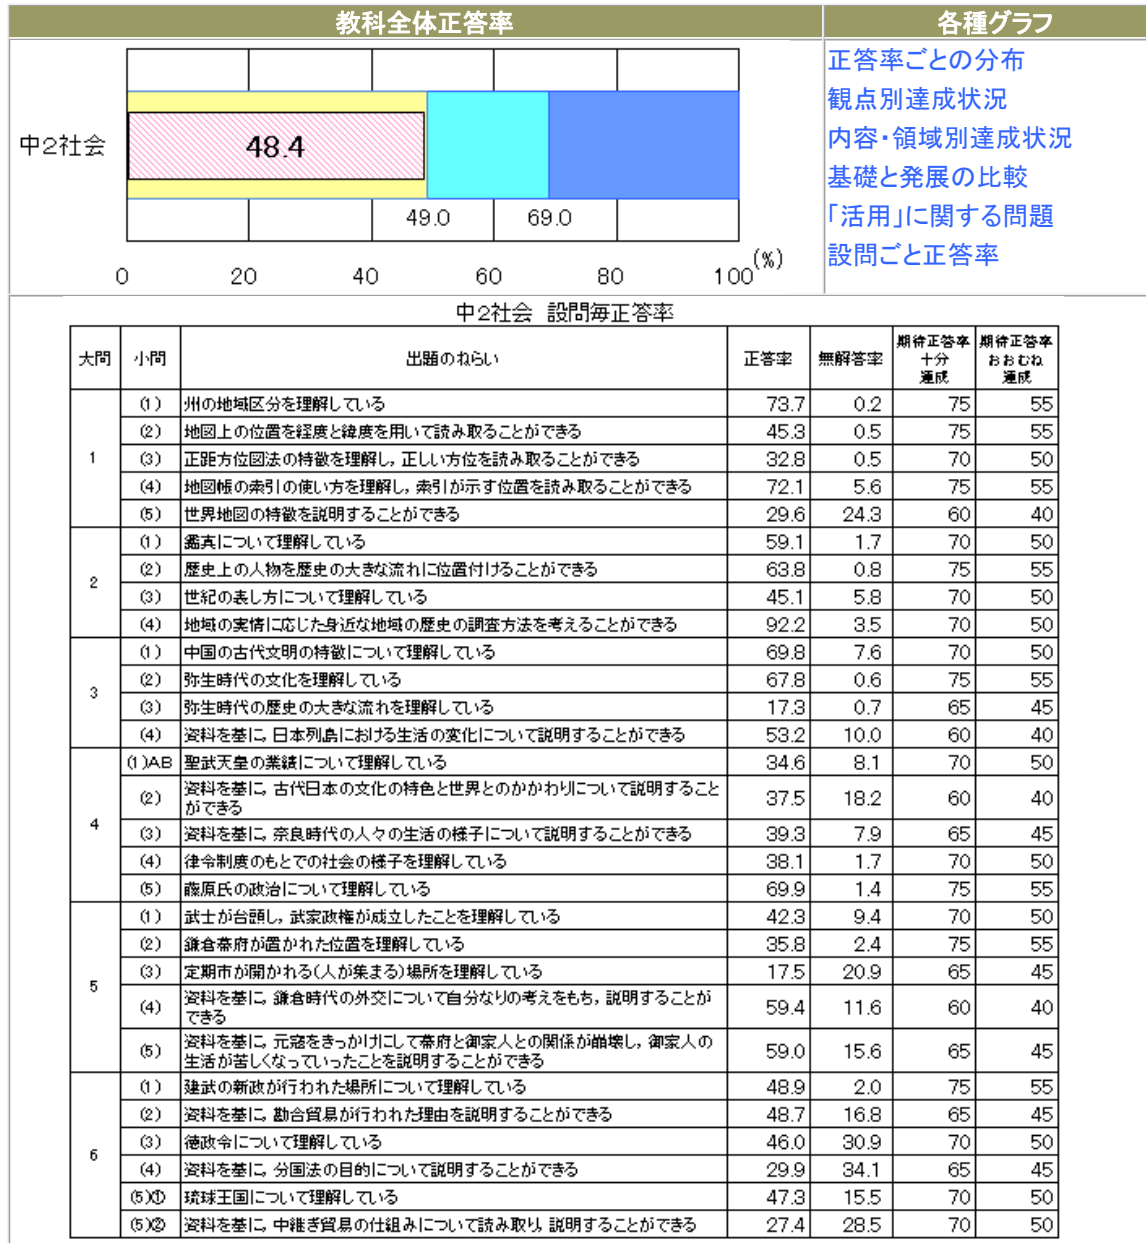 教科全体正答率
各種グラフ
中2社会
48.4
49.0 69.0
0 20 40 60 80 100 (%)
正答率ごとの分布
観点別達成状況
内容・領域別達成状況
基礎と発展の比較
「活用」に関する問題
設問ごと正答率
中2社会 設問毎正答率
大問 小問 出題のねらい 正答率 無解答率 期待正答率 十分達成 期待正答率 おおむね達成
1 (1) 州の地域区分を理解している 73.7 0.2 75 55
(2) 地図上の位置を経度と緯度を用いて読み取ることができる 45.3 0.5 75 55
(3) 正距方位図法の特徴を理解し，正しい方位を読み取ることができる 32.8 0.5 70 50
(4) 地図帳の索引の使い方を理解し，索引が示す位置を読み取ることができる 72.1 5.6 75 55
(5) 世界地図の特徴を説明することができる 29.6 24.3 60 40
2 (1) 鑑真について理解している 59.1 1.7 70 50
(2) 歴史上の人物を歴史の大きな流れに位置付けることができる 63.8 0.8 75 55
(3) 世紀の表し方について理解している 45.1 5.8 70 50
(4) 地域の実情に応じた身近な地域の歴史の調査方法を考えることができる 92.2 3.5 70 50
3 (1) 中国の古代文明の特徴について理解している 69.8 7.6 70 50
(2) 弥生時代の文化を理解している 67.8 0.6 75 55
(3) 弥生時代の歴史の大きな流れを理解している 17.3 0.7 65 45
(4) 資料を基に，日本列島における生活の変化について説明することができる 53.2 10.0 60 40
4 (1)AB 聖武天皇の業績について理解している 34.6 8.1 70 50
(2) 資料を基に，古代日本の文化の特色と世界とのかかわりについて説明すること
ができる 37.5 18.2 60 40
(3) 資料を基に，奈良時代の人々の生活の様子について説明することができる 39.3 7.9 65 45
(4) 律令制度のもとでの社会の様子を理解している 38.1 1.7 70 50
(5) 藤原氏の政治について理解している 69.9 1.4 75 55
5 (1) 武士が台頭し，武家政権が成立したことを理解している 42.3 9.4 70 50
(2) 鎌倉幕府が置かれた位置を理解している 35.8 2.4 75 55
(3) 定期市が開かれる(人が集まる)場所を理解している 17.5 20.9 65 45
(4) 資料を基に，鎌倉時代の外交について自分なりの考えをもち，説明することが
できる 59.4 11.6 60 40
(5) 資料を基に，元寇をきっかけにして幕府と御家人との関係が崩壊し，御家人の
生活が苦しくなっていったことを説明することができる 59.0 15.6 65 45
6 (1) 建武の新政が行われた場所について理解している 48.9 2.0 75 55
(2) 資料を基に，勘合貿易が行われた理由を説明することができる 48.7 16.8 65 45
(3) 徳政令について理解している 46.0 30.9 70 50
(4) 資料を基に，分国法の目的について説明することができる 29.9 34.1 65 45
(5)① 琉球王国について理解している 47.3 15.5 70 50
(5)② 資料を基に，中継ぎ貿易の仕組みについて読み取り，説明することができる 27.4 28.5 70 50